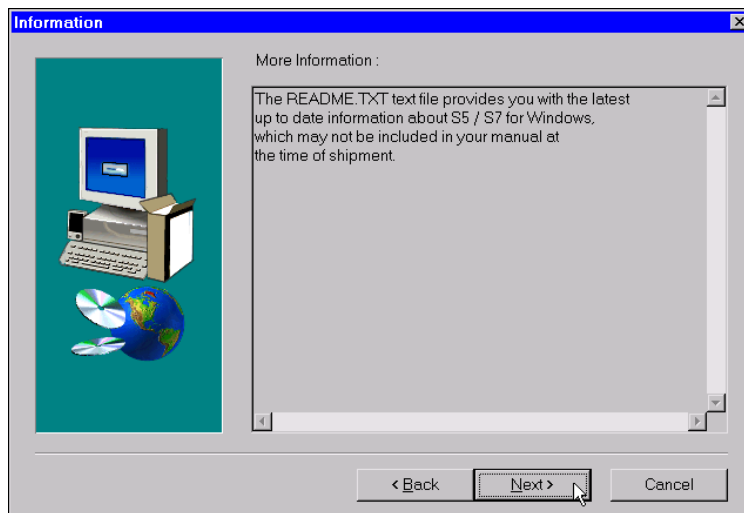 Information
More Information :
The README.TXT text file provides you with the latest
up to date information about S5 / S7 for Windows,
which may not be included in your manual at
the time of shipment.
< Back
Next >
Cancel